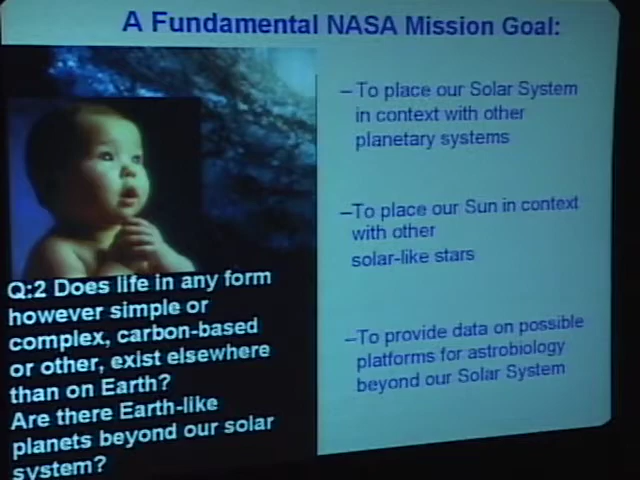 A Fundamental NASA Mission Goal:
– To place our Solar System
in context with other
planetary systems
–To place our Sun in context
with other
solar-like stars
–To provide data on possible
platforms for astrobiology
beyond our Solar System
Q:2 Does life in any form
however simple or
complex, carbon-based
or other, exist elsewhere
than on Earth?
Are there Earth-like
planets beyond our solar
system?